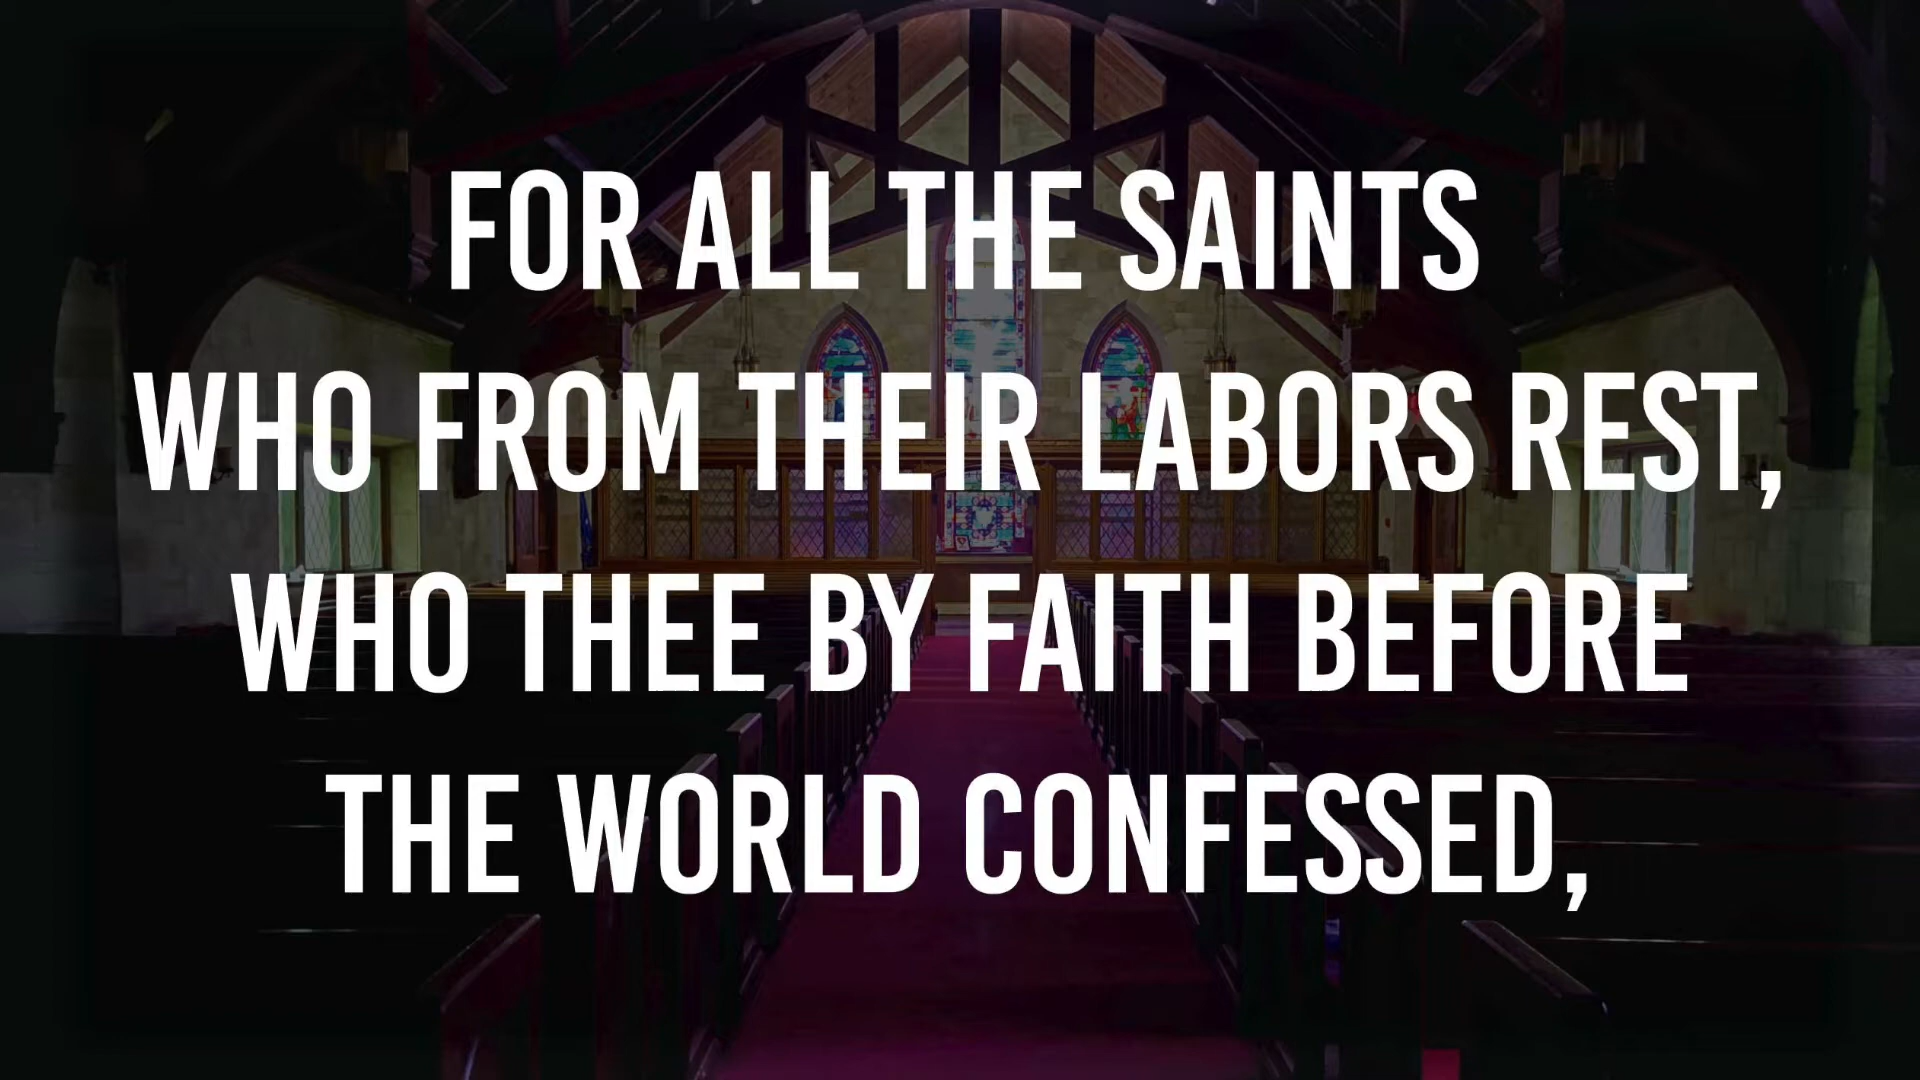 FOR ALL THE SAINTS
WHO FROM THEIR LABORS REST,
WHO THEE BY FAITH BEFORE
THE WORLD CONFESSED,